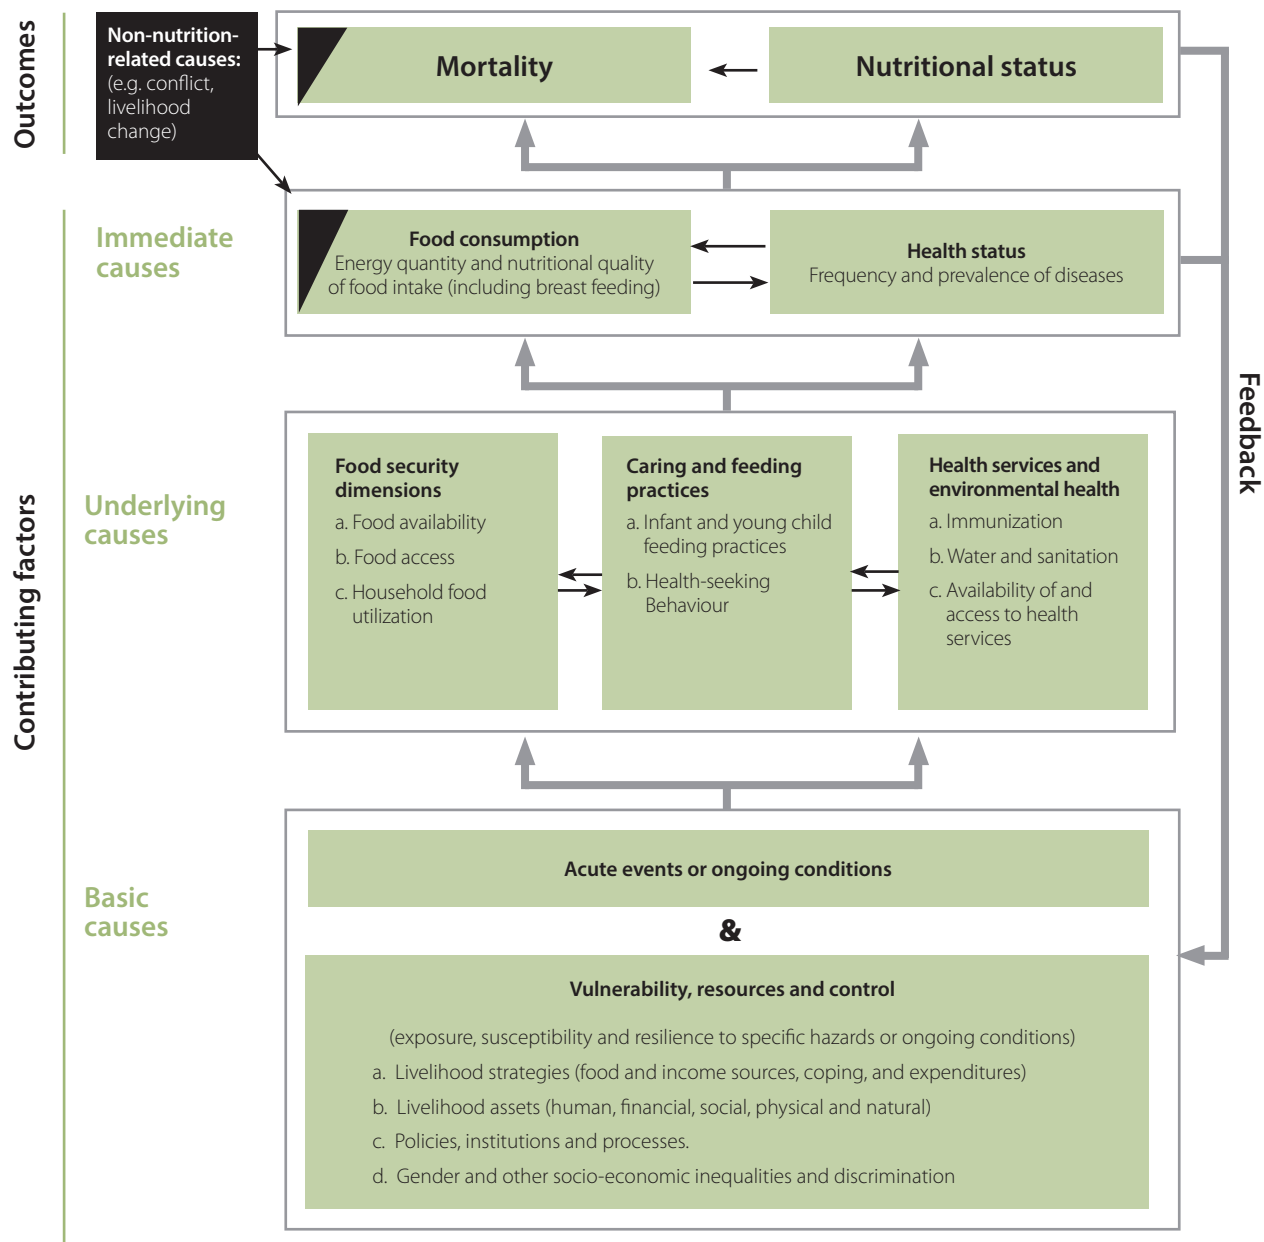 Outcomes
Non-nutrition-
related causes:
(e.g. conflict,
livelihood
change)
Mortality
Nutritional status
Immediate
causes
Food consumption
Energy quantity and nutritional quality
of food intake (including breast feeding)
Health status
Frequency and prevalence of diseases
Feedback
Contributing factors
Underlying
causes
Food security
dimensions
a. Food availability
b. Food access
c. Household food
utilization
Caring and feeding
practices
a. Infant and young child
feeding practices
b. Health-seeking
Behaviour
Health services and
environmental health
a. Immunization
b. Water and sanitation
c. Availability of and
access to health
services
Basic
causes
Acute events or ongoing conditions
&
Vulnerability, resources and control
(exposure, susceptibility and resilience to specific hazards or ongoing conditions)
a. Livelihood strategies (food and income sources, coping, and expenditures)
b. Livelihood assets (human, financial, social, physical and natural)
c. Policies, institutions and processes.
d. Gender and other socio-economic inequalities and discrimination